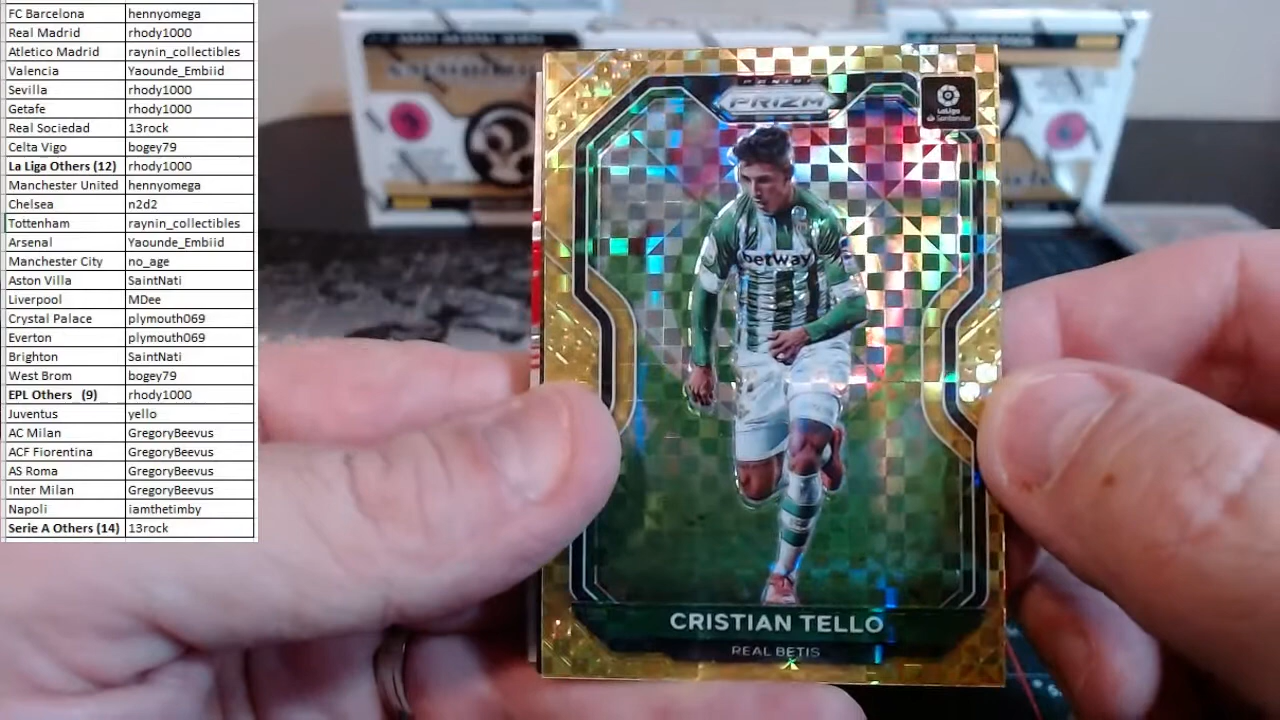 FC Barcelona hennyomega
Real Madrid rhody1000
Atletico Madrid raynin_collectibles
Valencia Yaounde_Embiid
Sevilla rhody1000
Getafe rhody1000
Real Sociedad 13rock
Celta Vigo bogey79
La Liga Others (12) rhody1000
Manchester United hennyomega
Chelsea n2d2
Tottenham raynin_collectibles
Arsenal Yaounde_Embiid
Manchester City no_age
Aston Villa SaintNati
Liverpool MDee
Crystal Palace plymouth069
Everton plymouth069
Brighton SaintNati
West Brom bogey79
EPL Others (9) rhody1000
Juventus yello
AC Milan GregoryBeevus
ACF Fiorentina GregoryBeevus
AS Roma GregoryBeevus
Inter Milan GregoryBeevus
Napoli iamthetimby
Serie A Others (14) 13rock
PANINI
PRIZM
LaLiga
Santander
betway
CRISTIAN TELLO
REAL BETIS